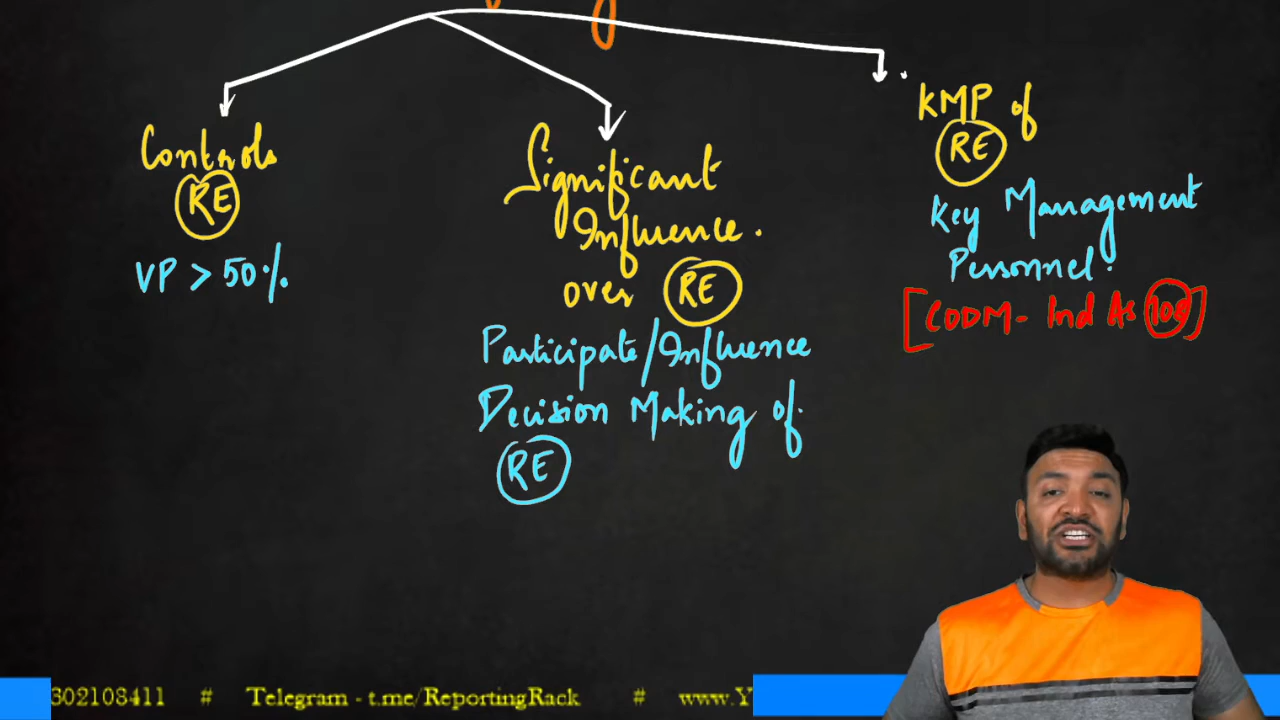 Controls
RE
VP > 50%
Significant
Influence.
over RE
Participate/Influence
Decision Making of
RE
KMP of
RE
Key Management
Personnel.
[CODM - Ind As 108]
302108411 # Telegram - t.me/ReportingRack # www.Y